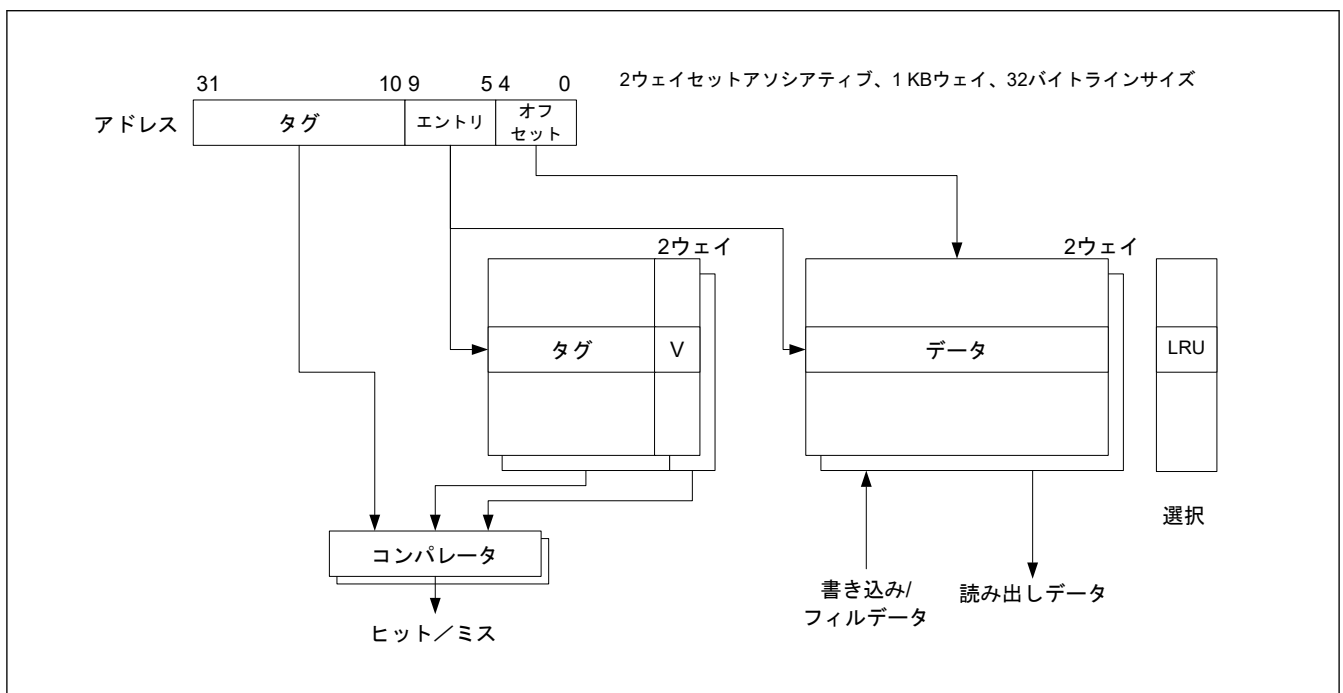 31 10 9 5 4 0 2ウェイセットアソシアティブ、1 KBウェイ、32バイトラインサイズ
アドレス タグ エントリ オフ
セット
2ウェイ 2ウェイ
タグ V データ LRU
選択
コンパレータ
書き込み/
フィルデータ
読み出しデータ
ヒット／ミス